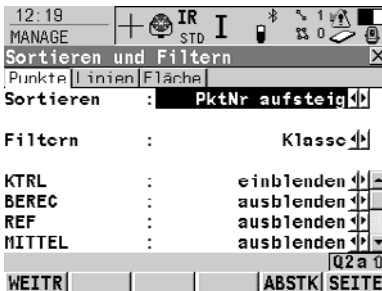 12:19 IR 1
MANAGE STD I 0
Sortieren und Filtern X
Punkte Linien Fläche
Sortieren : PktNr aufsteig
Filtern : Klasse
KTRL : einblenden
BEREC : ausblenden
REF : ausblenden
MITTEL : ausblenden
Q2a
WEITR ABSTK SEITE